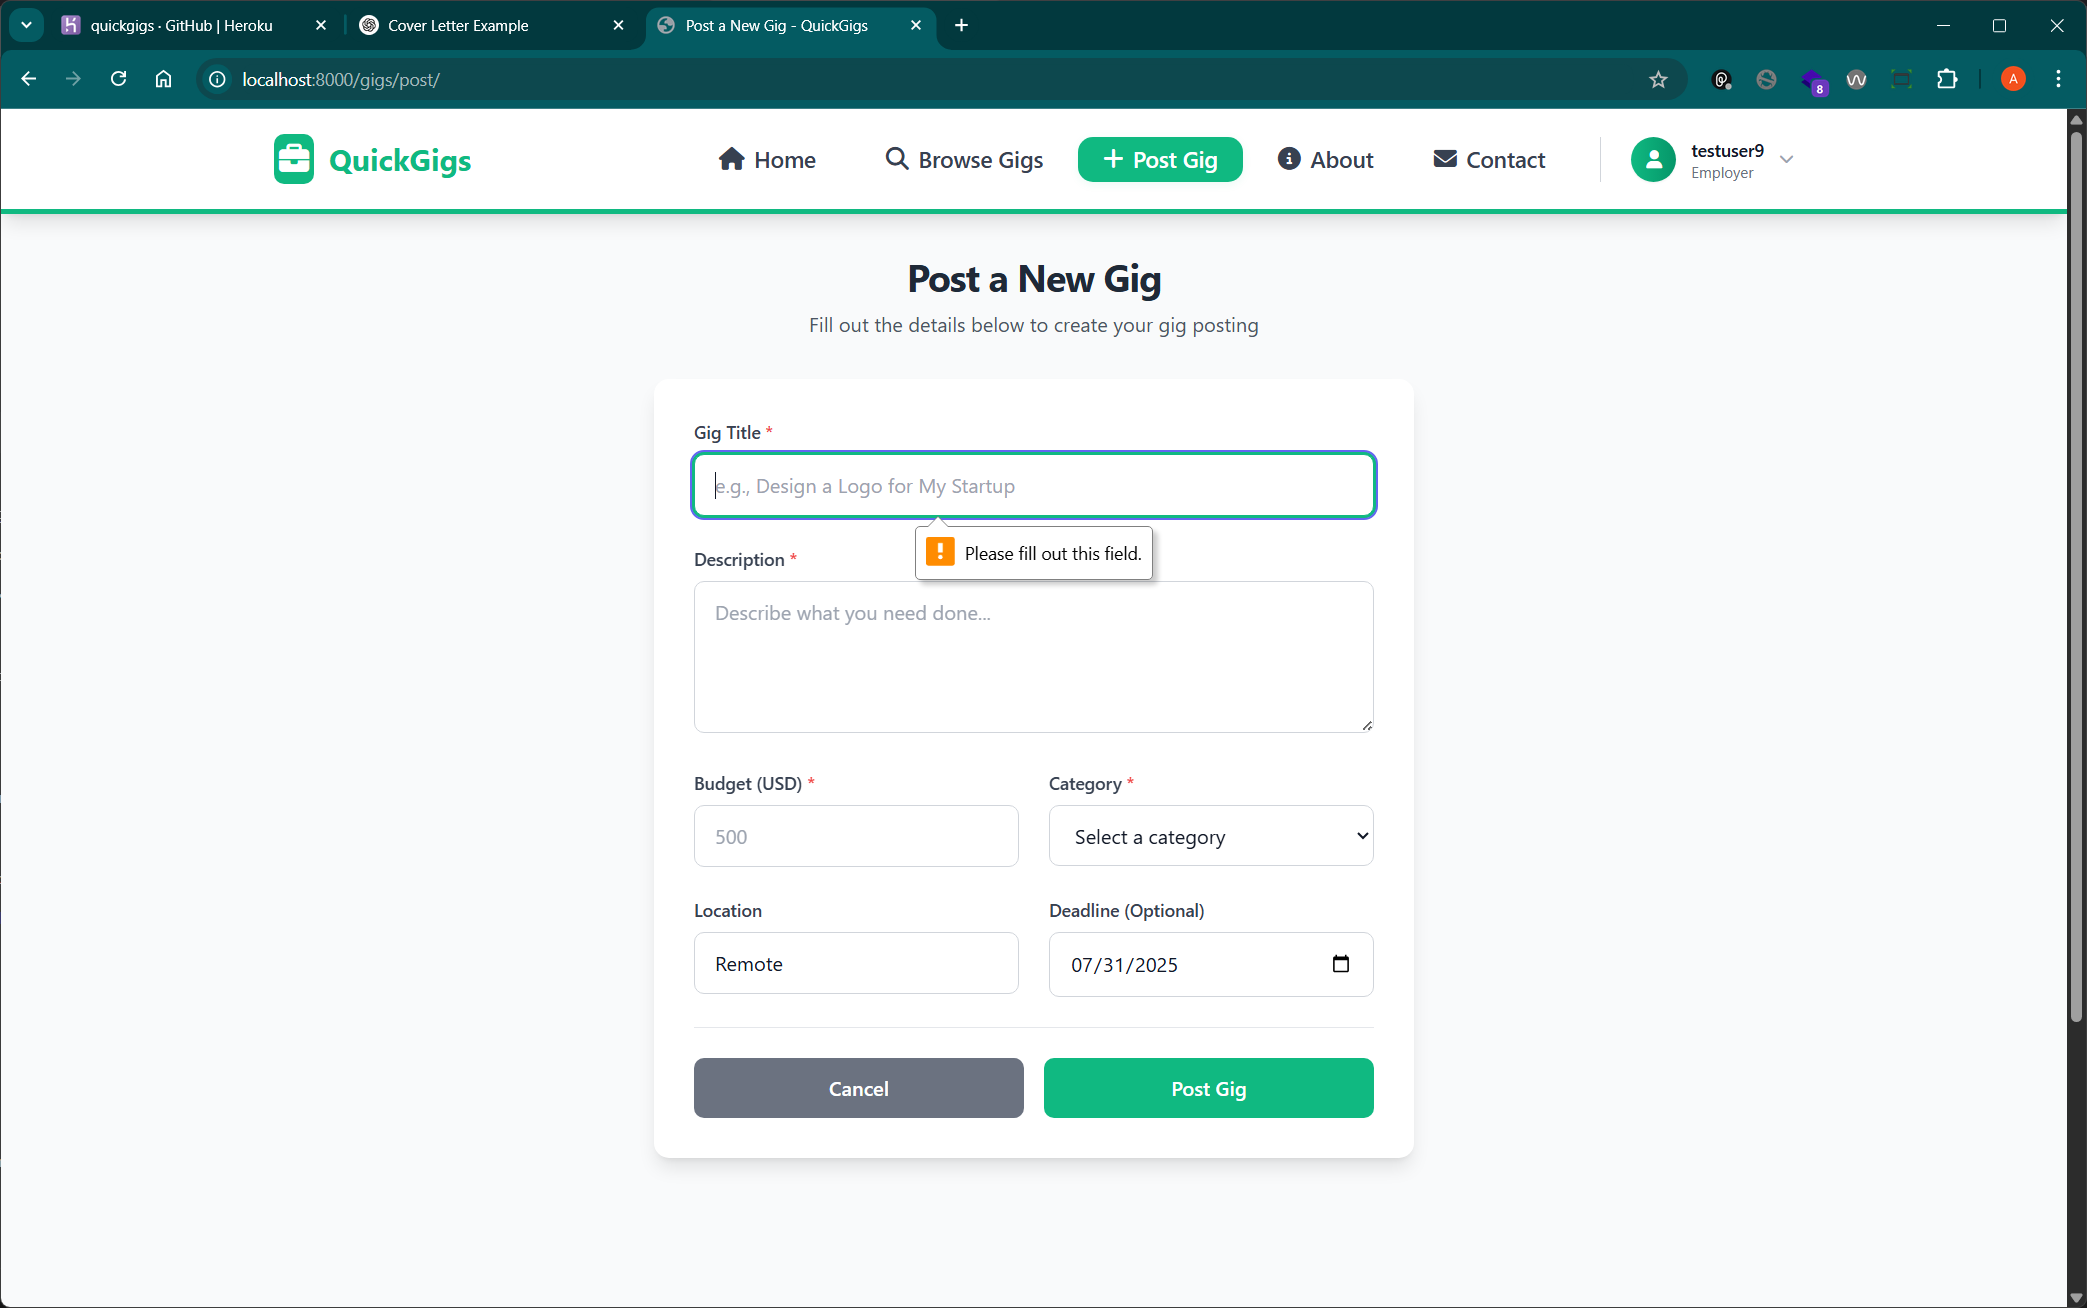 quickgigs · GitHub | Heroku
Cover Letter Example
Post a New Gig - QuickGigs
localhost:8000/gigs/post/
8
A
QuickGigs
Home
Browse Gigs
Post Gig
About
Contact
testuser9
Employer
Post a New Gig
Fill out the details below to create your gig posting
Gig Title *
e.g., Design a Logo for My Startup
Please fill out this field.
Description *
Describe what you need done...
Budget (USD) *
Category *
500
Select a category
Location
Deadline (Optional)
Remote
07/31/2025
Cancel
Post Gig